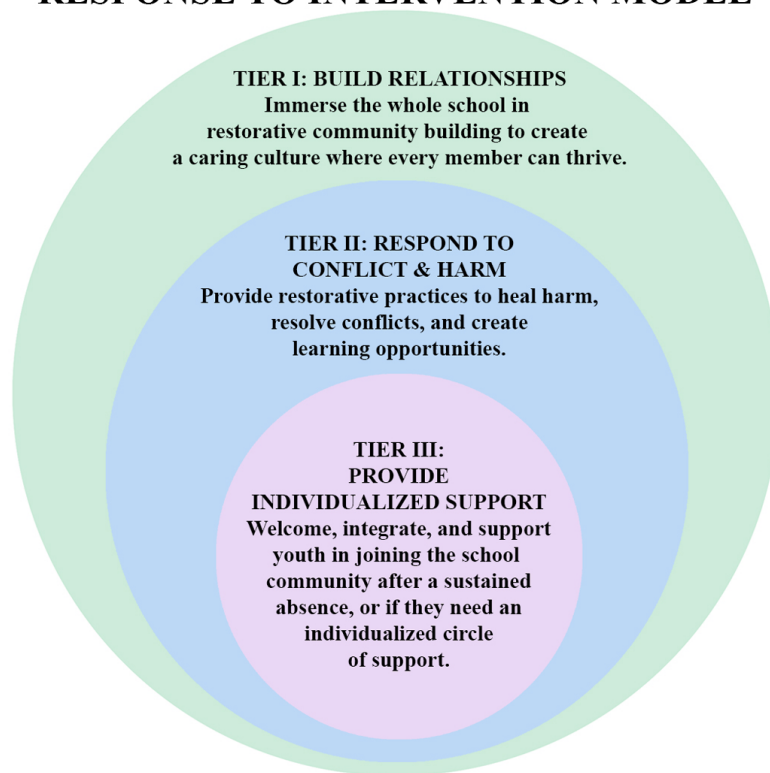 RESPONSE TO INTERVENTION MODEL
TIER I: BUILD RELATIONSHIPS
Immerse the whole school in
restorative community building to create
a caring culture where every member can thrive.
TIER II: RESPOND TO
CONFLICT & HARM
Provide restorative practices to heal harm,
resolve conflicts, and create
learning opportunities.
TIER III:
PROVIDE
INDIVIDUALIZED SUPPORT
Welcome, integrate, and support
youth in joining the school
community after a sustained
absence, or if they need an
individualized circle
of support.